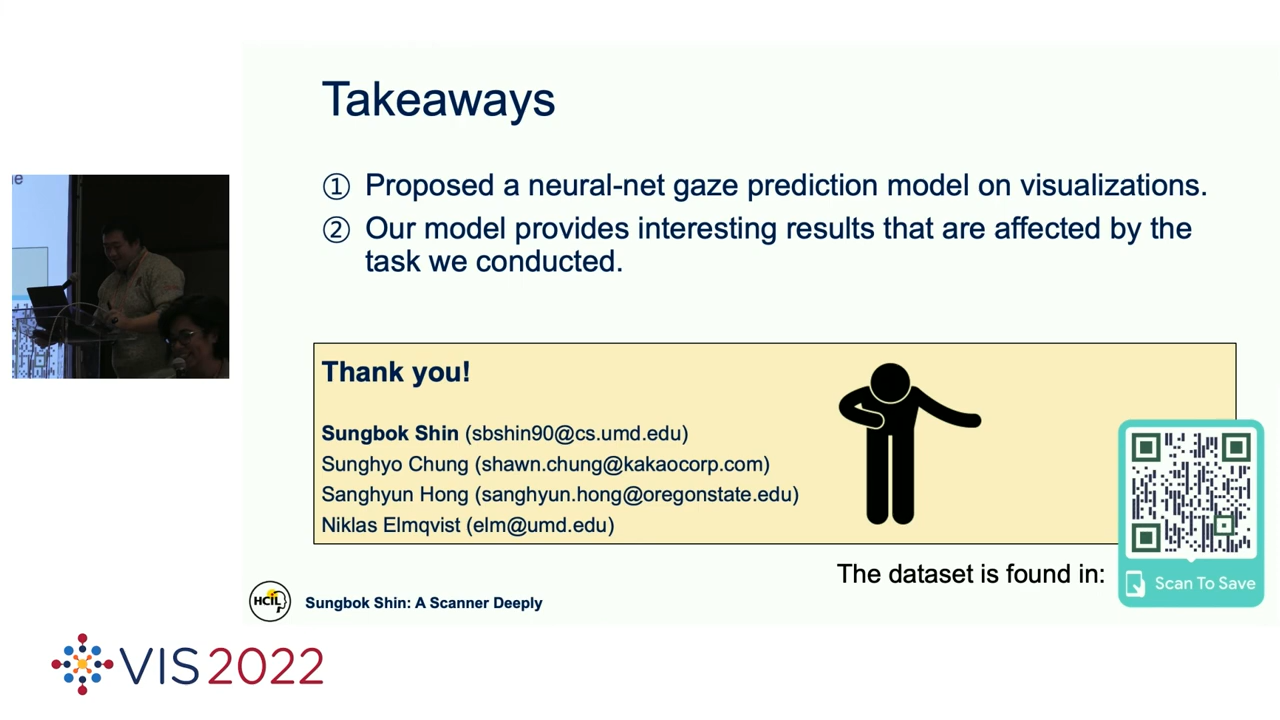 Takeaways
① Proposed a neural-net gaze prediction model on visualizations.
② Our model provides interesting results that are affected by the
task we conducted.
Thank you!
Sungbok Shin (sbshin90@cs.umd.edu)
Sunghyo Chung (shawn.chung@kakaocorp.com)
Sanghyun Hong (sanghyun.hong@oregonstate.edu)
Niklas Elmqvist (elm@umd.edu)
The dataset is found in:
Scan To Save
HCIL
Sungbok Shin: A Scanner Deeply
VIS2022